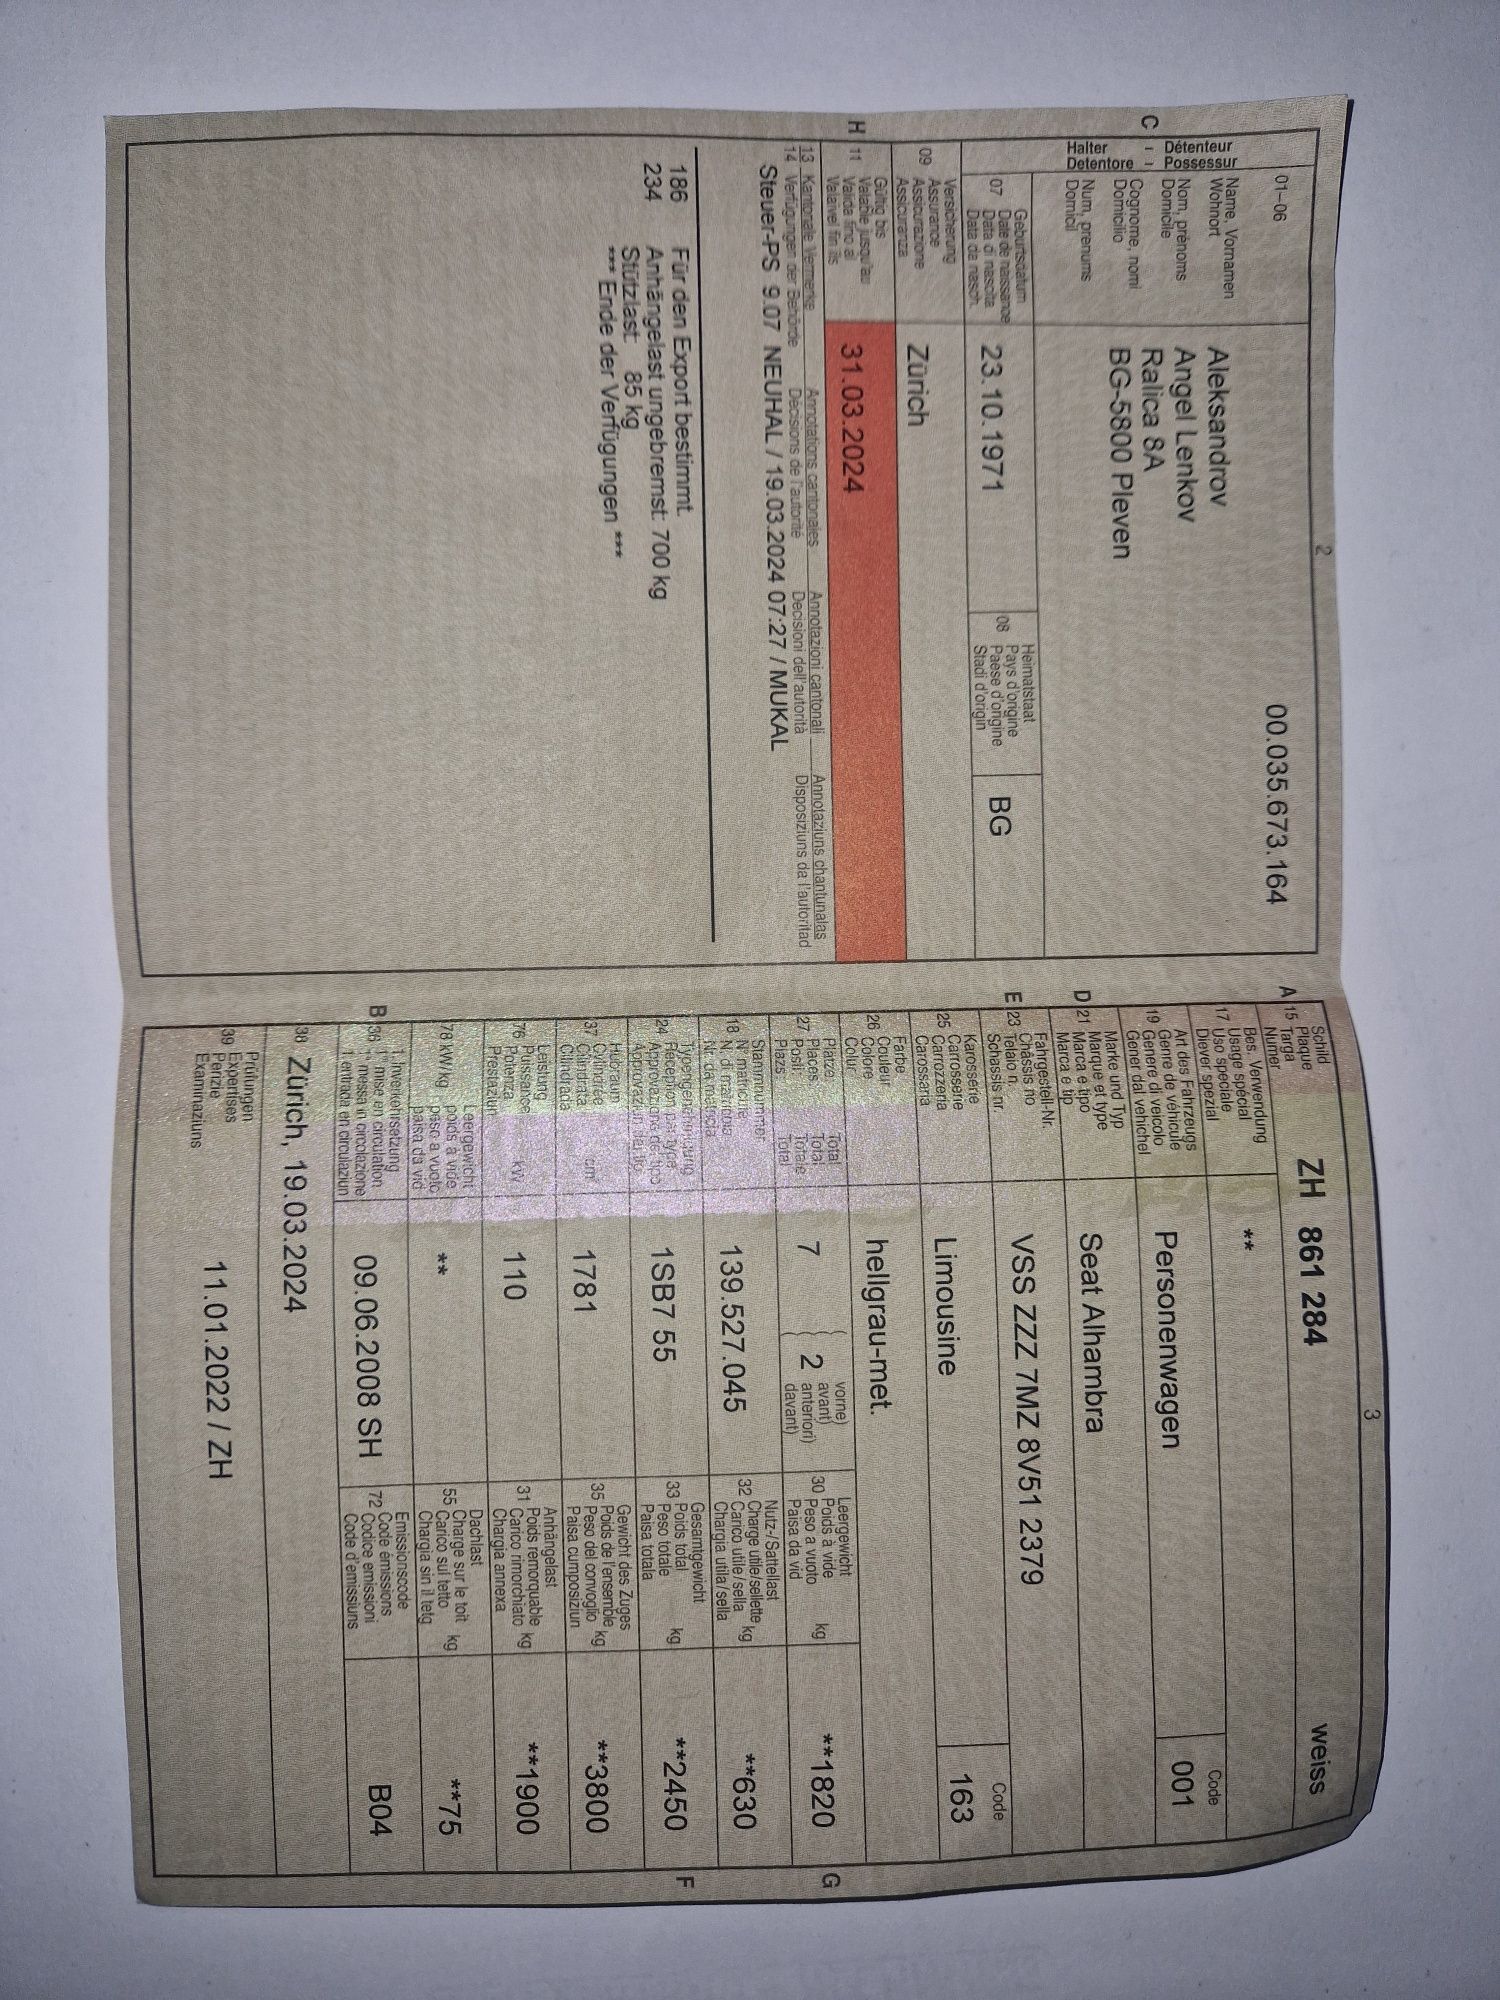 2
00.035.673.164
01-06
C
Halter - Détenteur
Detentore - Possessur
Name, Vornamen
Wohnort
Nom, prénoms
Domicile
Cognome, nomi
Domicilio
Num, prenums
Domicil
Aleksandrov
Angel Lenkov
Ralica 8A
BG-5800 Pleven
07
Geburtsdatum
Date de naissance
Data di nascita
Data da nasch.
23.10.1971
08
Heimatstaat
Pays d'origine
Paese d'origine
Stadi d'origin
BG
09
Versicherung
Assurance
Assicurazione
Assicuranza
Zürich
H
11
Gültig bis
Valable jusqu'au
Valida fino al
Valaivel fin ils
31.03.2024
13 Kantonale Vermerke Annotations cantonales Annotazioni cantonali Annotaziuns chantunalas
14 Verfügungen der Behörde Décisions de l'autorité Decisioni dell'autorità Disposiziuns da l'autoritad
Steuer-PS 9.07 NEUHAL / 19.03.2024 07:27 / MUKAL
186 Für den Export bestimmt.
234 Anhängelast ungebremst: 700 kg
Stützlast: 85 kg
*** Ende der Verfügungen ***
3
A
15
Schild
Plaque
Targa
Numer
ZH 861 284 weiss
17
Bes. Verwendung
Usage spécial
Uso speciale
Diever spezial
**
19
Art des Fahrzeugs
Genre de véhicule
Genere di veicolo
Gener dal vehichel
Personenwagen
Code
001
D
21
Marke und Typ
Marque et type
Marca e tipo
Marca e tip
Seat Alhambra
E
23
Fahrgestell-Nr.
Châssis no
Telaio n.
Schassis nr.
VSS ZZZ 7MZ 8V51 2379
25
Karosserie
Carrosserie
Carrozzeria
Carossaria
Limousine
Code
163
26
Farbe
Couleur
Colore
Colur
hellgrau-met.
27
Plätze Total
Places Total
Posti Totale
Plazs Total
7
( 2
vorne)
avant)
anteriori)
davant)
30
Leergewicht
Poids à vide
Peso a vuoto
Paisa da vid
kg
**1820
G
18
Stammnummer
N° matricule
N. di matricola
Nr. da matricla
139.527.045
32
Nutz-/Sattellast
Charge utile/sellette
Carico utile/sella
Chargia utila/sella
kg
**630
24
Typengenehmigung
Réception par type
Approvazione del tipo
1SB7 55
33
Gesamtgewicht
Poids total
Peso totale
Paisa totala
kg
**2450
F
37
Hubraum
Cylindrée
Cilindrata
Cilindrada
cm³
1781
35
Gewicht des Zuges
Poids de l'ensemble
Peso del convoglio
Paisa cumposiziun
kg
**3800
76
Leistung
Puissance
Potenza
Prestaziun
kW
110
31
Anhängelast
Poids remorquable
Carico rimorchiato
Chargia annexa
kg
**1900
78 kW/kg
Leergewicht
poids à vide
peso a vuoto
paisa da vid
**
55
Dachlast
Charge sur le toit
Carico sul tetto
Chargia sin il tetg
kg
**75
B
36
1. Inverkehrsetzung
1re mise en circulation
1a messa in circolazione
1. entrada en circulaziun
09.06.2008 SH
72
Emissionscode
Code émissions
Codice emissioni
Code d'emissiuns
B04
38 Zürich, 19.03.2024
39
Prüfungen
Expertises
Perizie
Examinaziuns
11.01.2022 / ZH